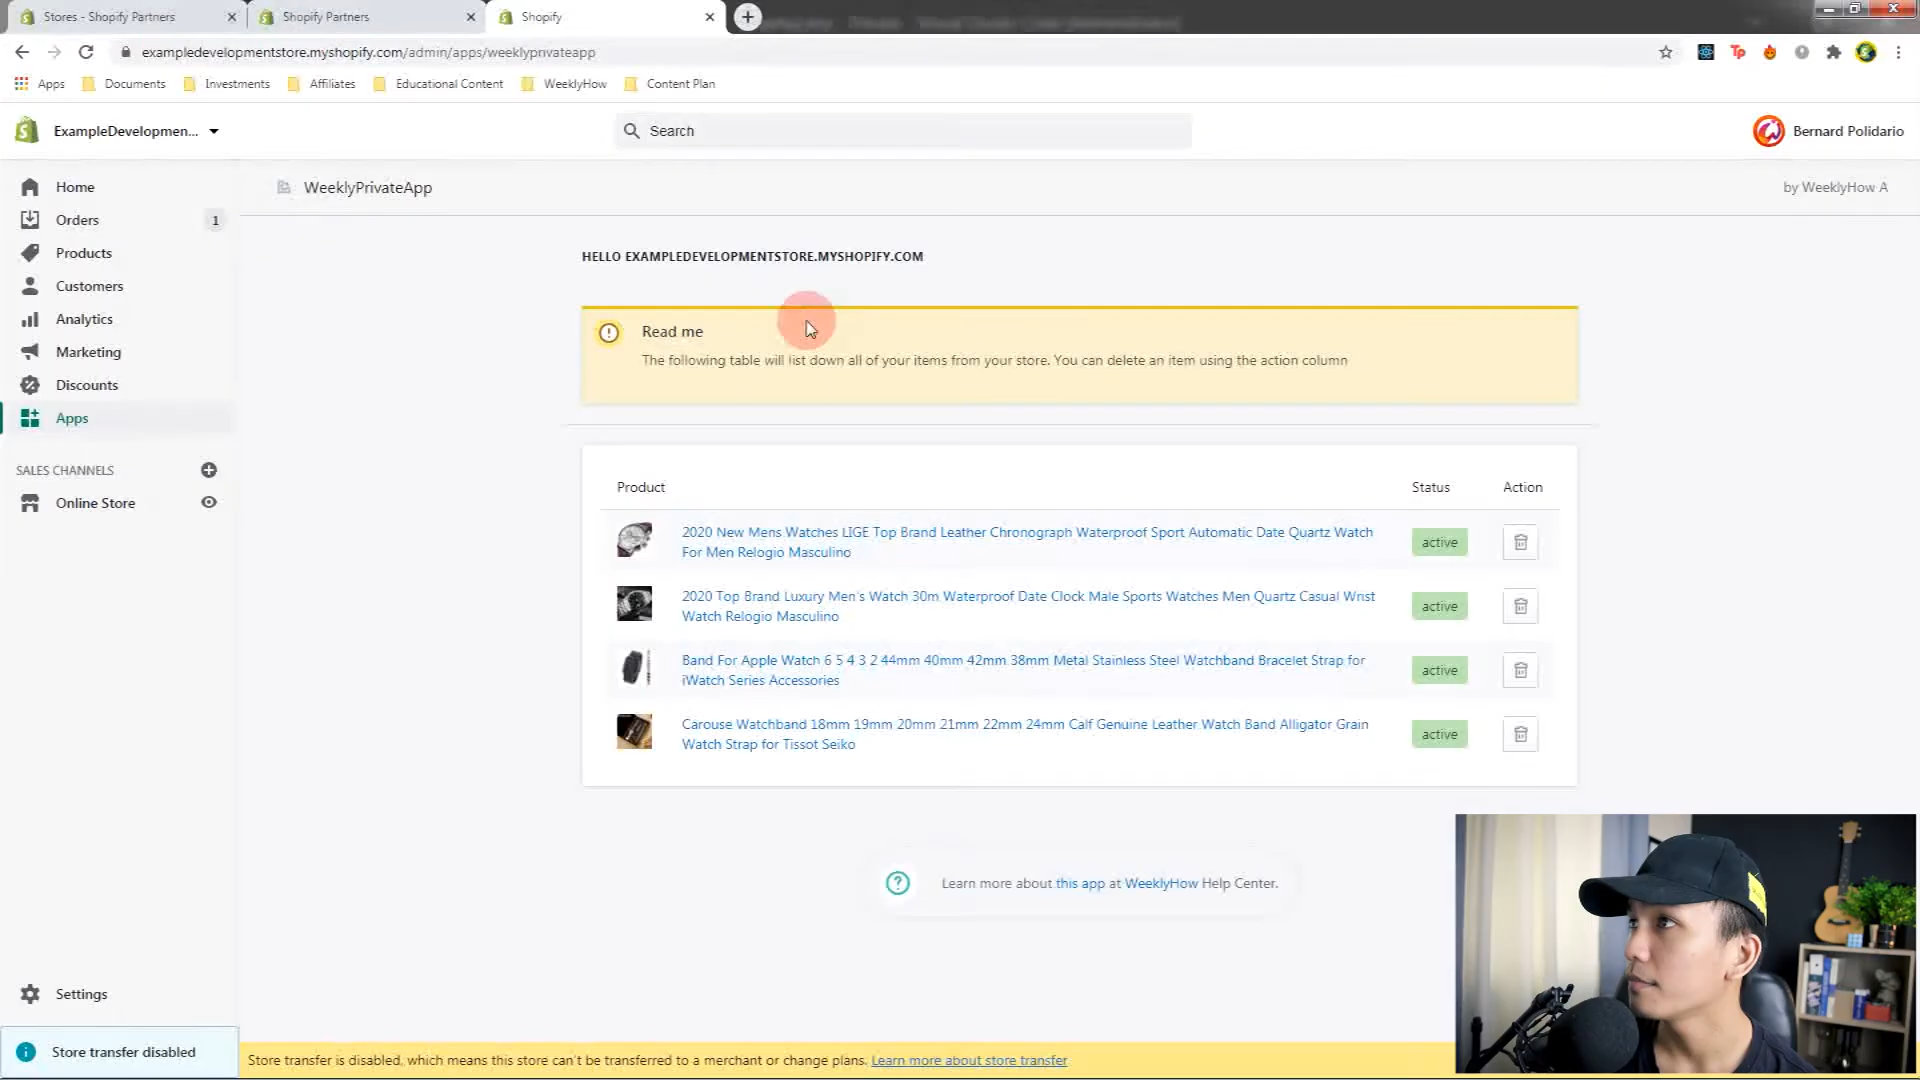 Stores - Shopify Partners
Shopify Partners
Shopify
exampledevelopmentstore.myshopify.com/admin/apps/weeklyprivateapp
Apps Documents Investments Affiliates Educational Content WeeklyHow Content Plan
ExampleDevelopmen...
Search
Bernard Polidario
Home
Orders 1
Products
Customers
Analytics
Marketing
Discounts
Apps
SALES CHANNELS
Online Store
Settings
Store transfer disabled
WeeklyPrivateApp
by WeeklyHow A
HELLO EXAMPLEDEVELOPMENTSTORE.MYSHOPIFY.COM
Read me
The following table will list down all of your items from your store. You can delete an item using the action column
Product Status Action
2020 New Mens Watches LIGE Top Brand Leather Chronograph Waterproof Sport Automatic Date Quartz Watch
For Men Relogio Masculino
active
2020 Top Brand Luxury Men's Watch 30m Waterproof Date Clock Male Sports Watches Men Quartz Casual Wrist
Watch Relogio Masculino
active
Band For Apple Watch 6 5 4 3 2 44mm 40mm 42mm 38mm Metal Stainless Steel Watchband Bracelet Strap for
iWatch Series Accessories
active
Carouse Watchband 18mm 19mm 20mm 21mm 22mm 24mm Calf Genuine Leather Watch Band Alligator Grain
Watch Strap for Tissot Seiko
active
Learn more about this app at WeeklyHow Help Center.
Store transfer is disabled, which means this store can't be transferred to a merchant or change plans. Learn more about store transfer